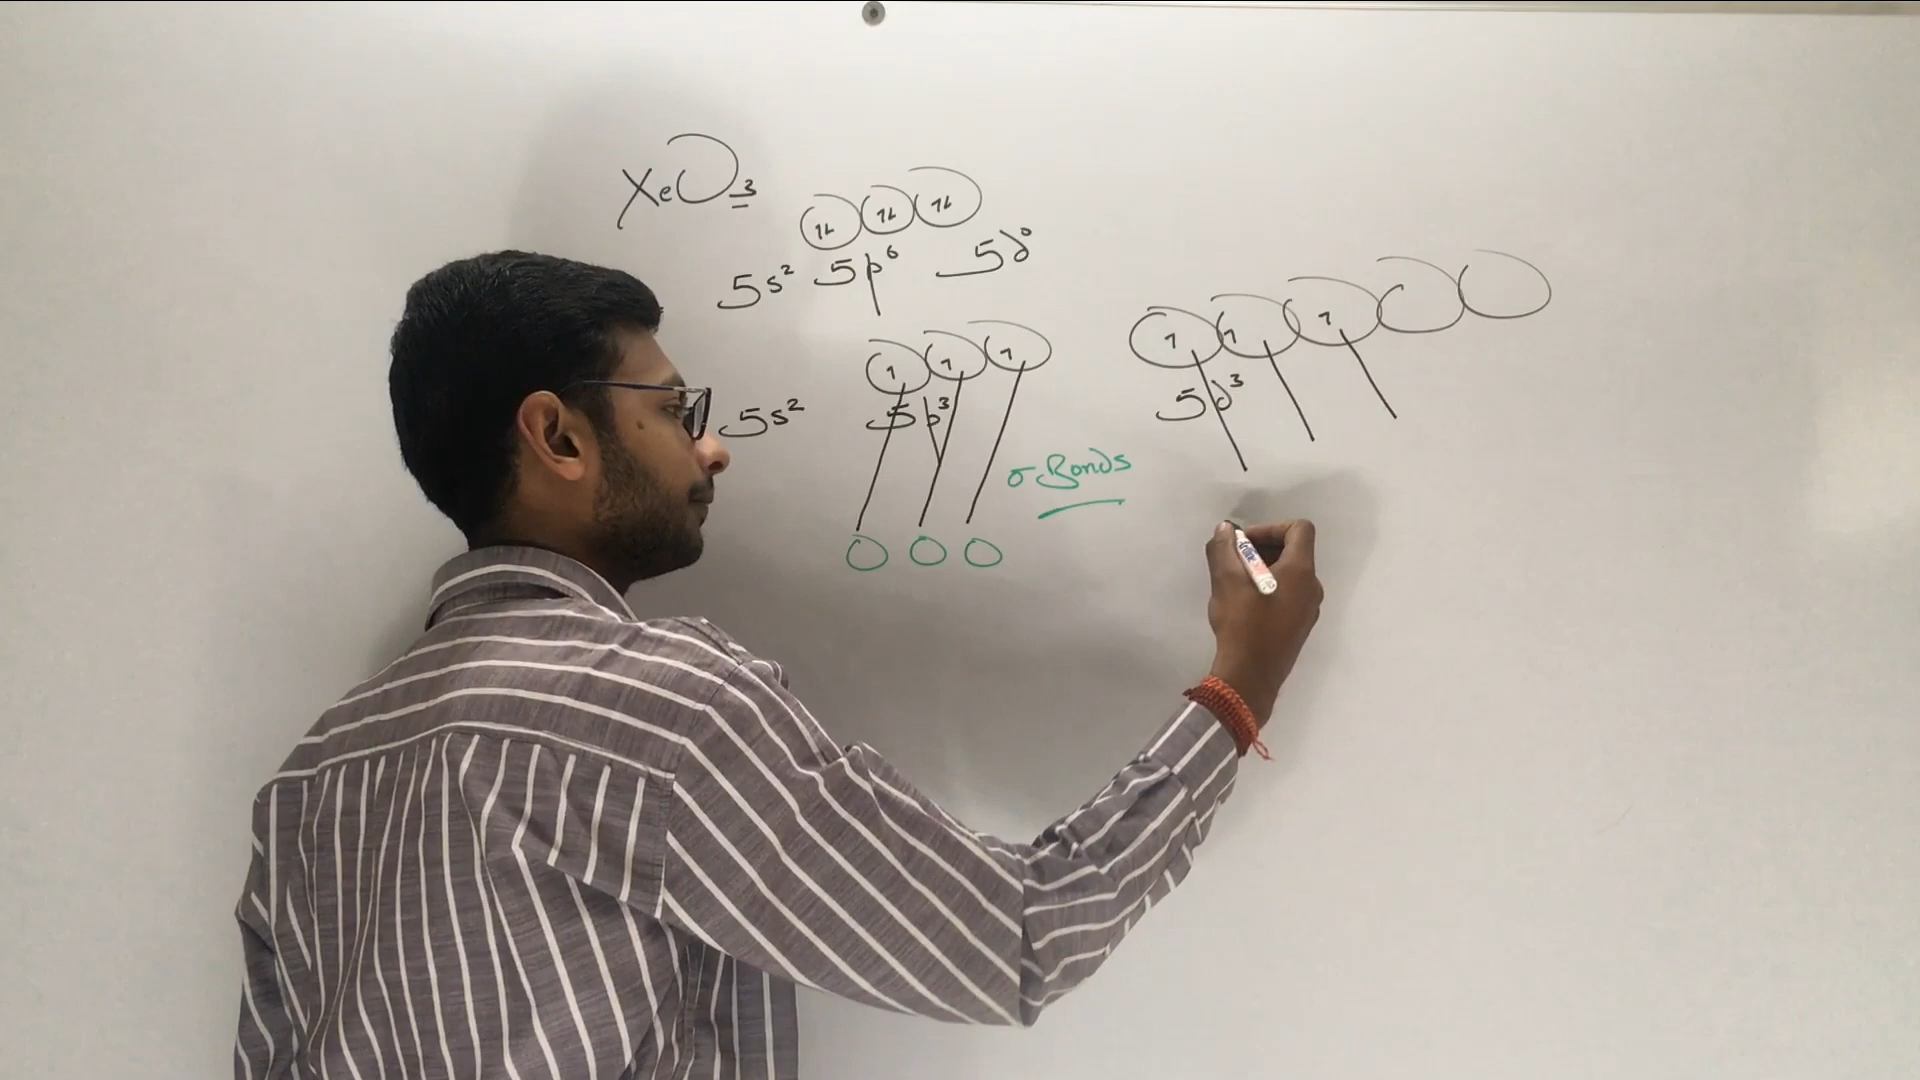 XeO₃
1L 1L 1L
5s² 5p⁶ 5d⁰
1 1 1
1 1 1
5s² 5p³ 5d³
σ Bonds
O O O